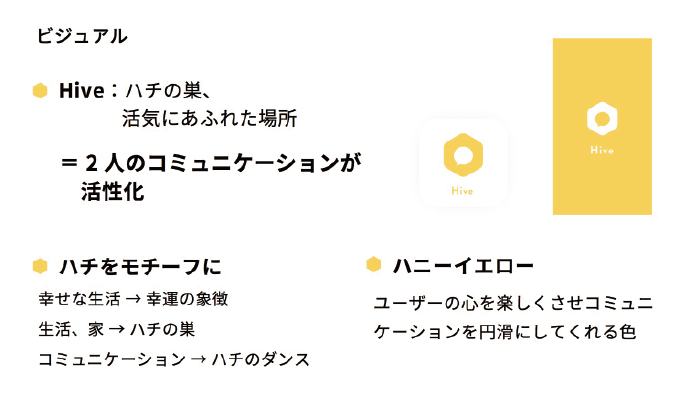 ビジュアル
Hive：ハチの巣、
活気にあふれた場所
＝２人のコミュニケーションが
活性化
Hive
Hive
ハチをモチーフに
幸せな生活 → 幸運の象徴
生活、家 → ハチの巣
コミュニケーション → ハチのダンス
ハニーイエロー
ユーザーの心を楽しくさせコミュニ
ケーションを円滑にしてくれる色